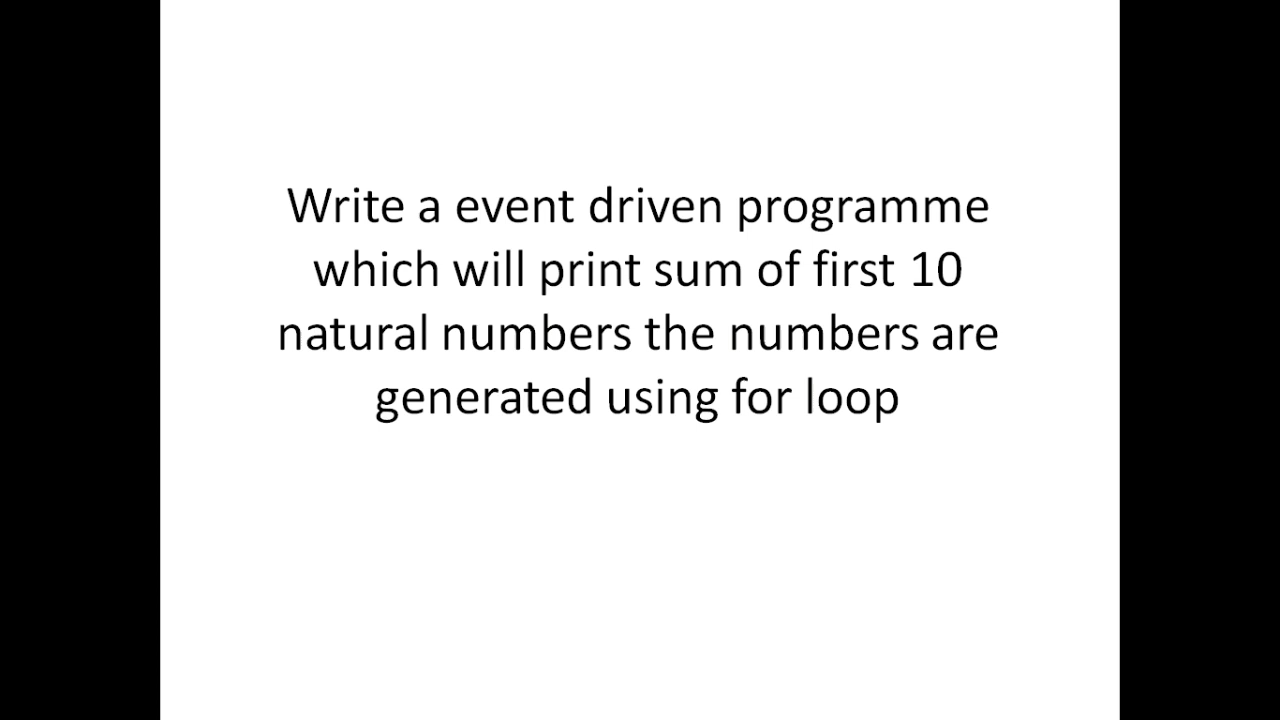 Write a event driven programme
which will print sum of first 10
natural numbers the numbers are
generated using for loop